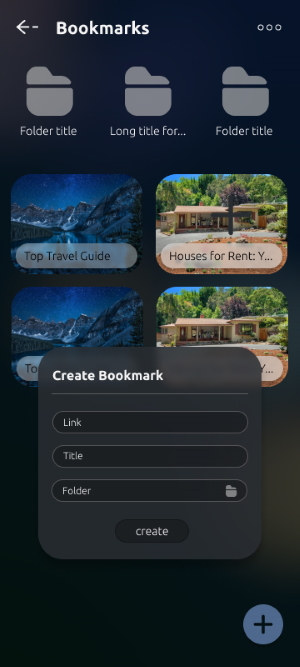 Bookmarks
Folder title
Long title for...
Folder title
Top Travel Guide
Houses for Rent: Y...
To
Y...
Create Bookmark
Link
Title
Folder
create